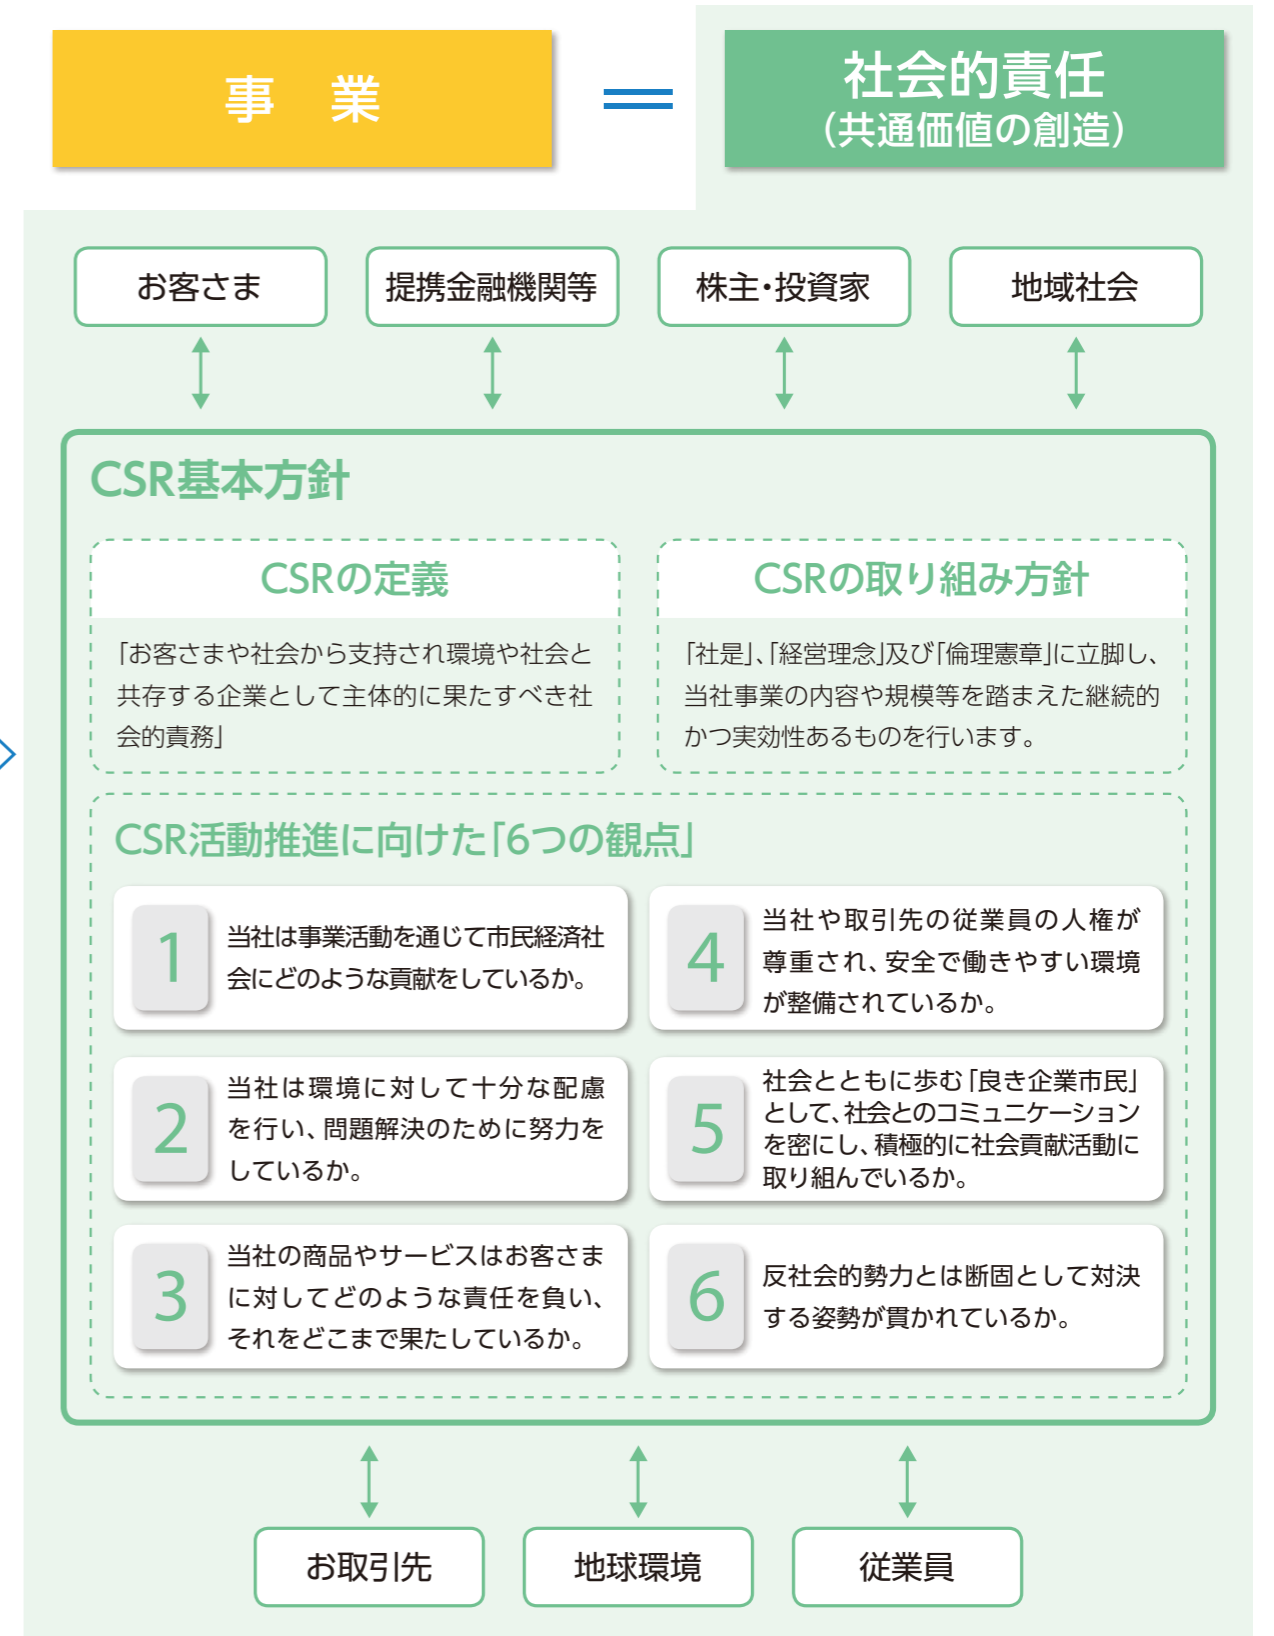 事 業
社会的責任
（共通価値の創造）
お客さま
提携金融機関等
株主・投資家
地域社会
CSR基本方針
CSRの定義
「お客さまや社会から支持され環境や社会と
共存する企業として主体的に果たすべき社
会的責務」
CSRの取り組み方針
「社是」、「経営理念」及び「倫理憲章」に立脚し、
当社事業の内容や規模等を踏まえた継続的
かつ実効性あるものを行います。
CSR活動推進に向けた「6つの観点」
1
当社は事業活動を通じて市民経済社
会にどのような貢献をしているか。
2
当社は環境に対して十分な配慮
を行い、問題解決のために努力を
しているか。
3
当社の商品やサービスはお客さま
に対してどのような責任を負い、
それをどこまで果たしているか。
4
当社や取引先の従業員の人権が
尊重され、安全で働きやすい環境
が整備されているか。
5
社会とともに歩む「良き企業市民」
として、社会とのコミュニケーション
を密にし、積極的に社会貢献活動に
取り組んでいるか。
6
反社会的勢力とは断固として対決
する姿勢が貫かれているか。
お取引先
地球環境
従業員